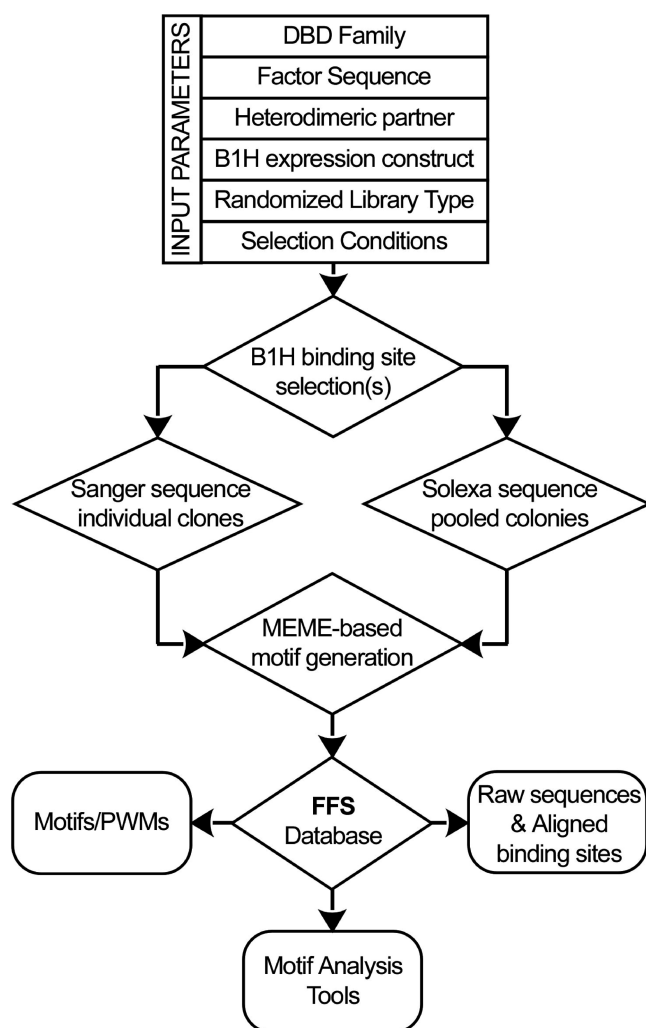 INPUT PARAMETERS
DBD Family
Factor Sequence
Heterodimeric partner
B1H expression construct
Randomized Library Type
Selection Conditions
B1H binding site
selection(s)
Sanger sequence
individual clones
Solexa sequence
pooled colonies
MEME-based
motif generation
FFS
Database
Motifs/PWMs
Raw sequences
& Aligned
binding sites
Motif Analysis
Tools